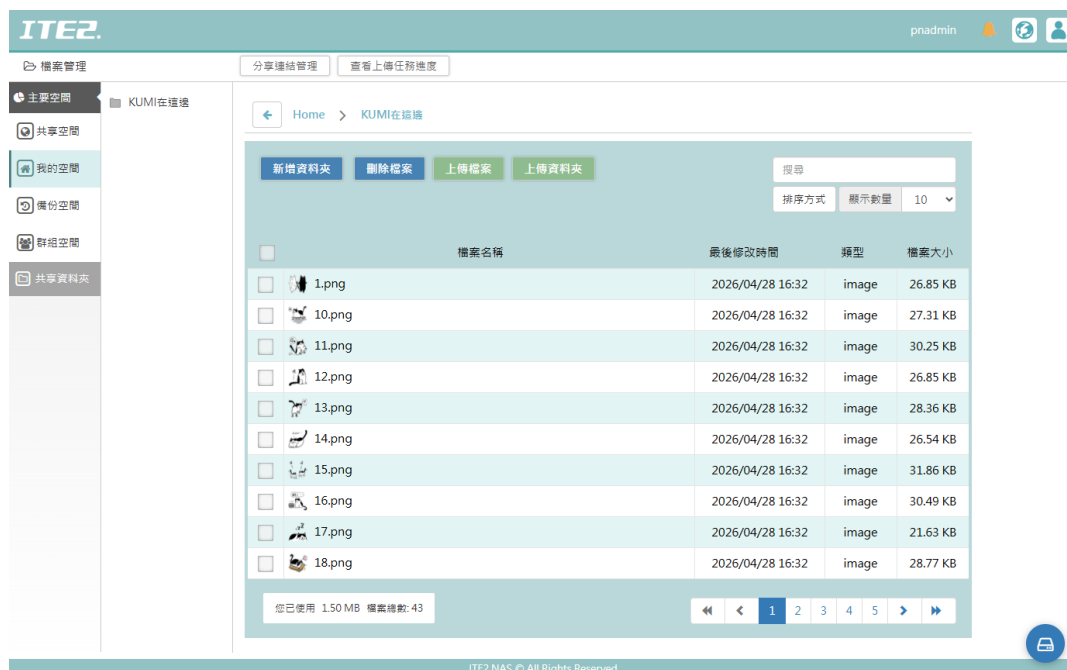 ITE2.
pnadmin
檔案管理
分享連結管理 查看上傳任務進度
主要空間
共享空間
我的空間
備份空間
群組空間
共享資料夾
KUMI在這邊
Home > KUMI在這邊
新增資料夾 刪除檔案 上傳檔案 上傳資料夾
搜尋
排序方式 顯示數量 10
檔案名稱 最後修改時間 類型 檔案大小
1.png 2026/04/28 16:32 image 26.85 KB
10.png 2026/04/28 16:32 image 27.31 KB
11.png 2026/04/28 16:32 image 30.25 KB
12.png 2026/04/28 16:32 image 26.85 KB
13.png 2026/04/28 16:32 image 28.36 KB
14.png 2026/04/28 16:32 image 26.54 KB
15.png 2026/04/28 16:32 image 31.86 KB
16.png 2026/04/28 16:32 image 30.49 KB
17.png 2026/04/28 16:32 image 21.63 KB
18.png 2026/04/28 16:32 image 28.77 KB
您已使用 1.50 MB 檔案總數: 43
1 2 3 4 5
ITE2 NAS © All Rights Reserved